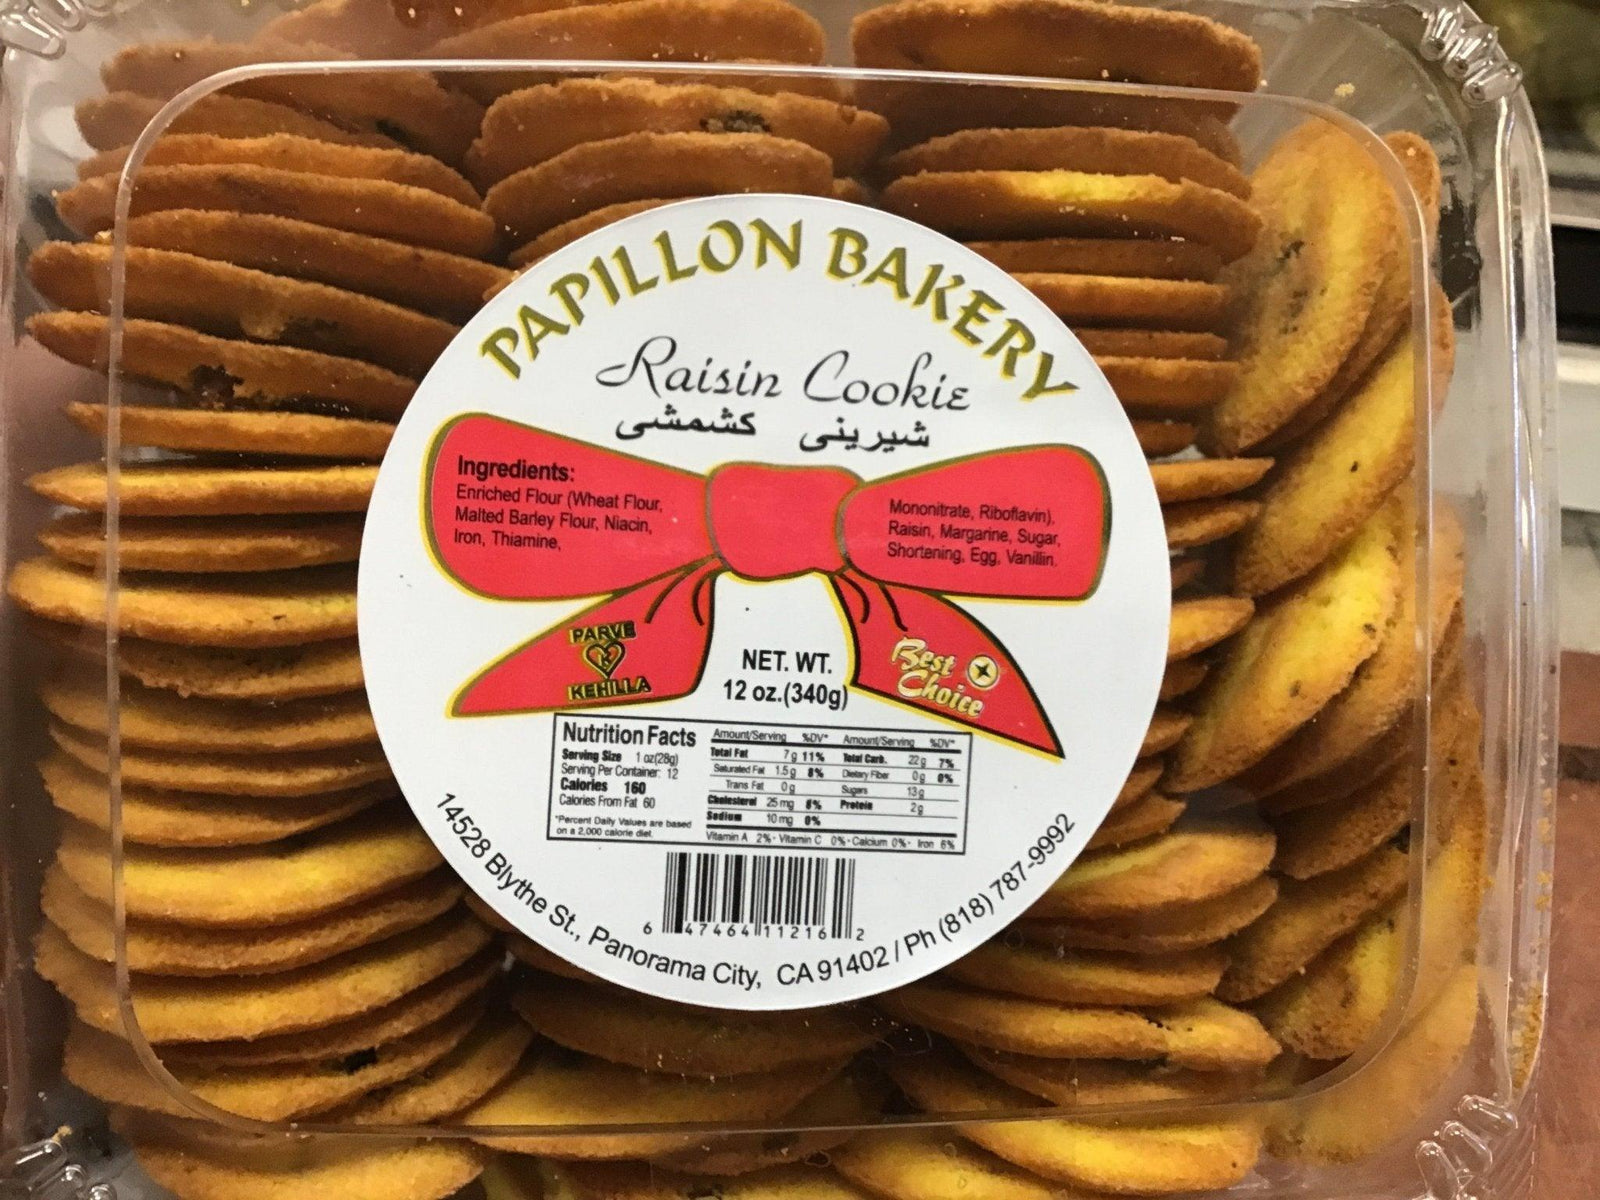 PAPILLON BAKERY
Raisin Cookie
شیرینی کشمشی
Ingredients:
Enriched Flour (Wheat Flour,
Malted Barley Flour, Niacin,
Iron, Thiamine,
Mononitrate, Riboflavin),
Raisin, Margarine, Sugar,
Shortening, Egg, Vanillin.
PARVE
K
KEHILLA
NET. WT.
12 oz.(340g)
Best
Choice
Nutrition Facts
Serving Size 1 oz(28g)
Serving Per Container: 12
Calories 160
Calories From Fat 60
*Percent Daily Values are based
on a 2,000 calorie diet.
Amount/Serving %DV*
Total Fat 7g 11%
Saturated Fat 1.5g 8%
Trans Fat 0g
Cholesterol 25mg 8%
Sodium 10mg 0%
Amount/Serving %DV*
Total Carb. 22g 7%
Dietary Fiber 0g 0%
Sugars 13g
Protein 2g
Vitamin A 2% • Vitamin C 0% • Calcium 0% • Iron 6%
6 47464 11216 2
14528 Blythe St., Panorama City, CA 91402 / Ph (818) 787-9992